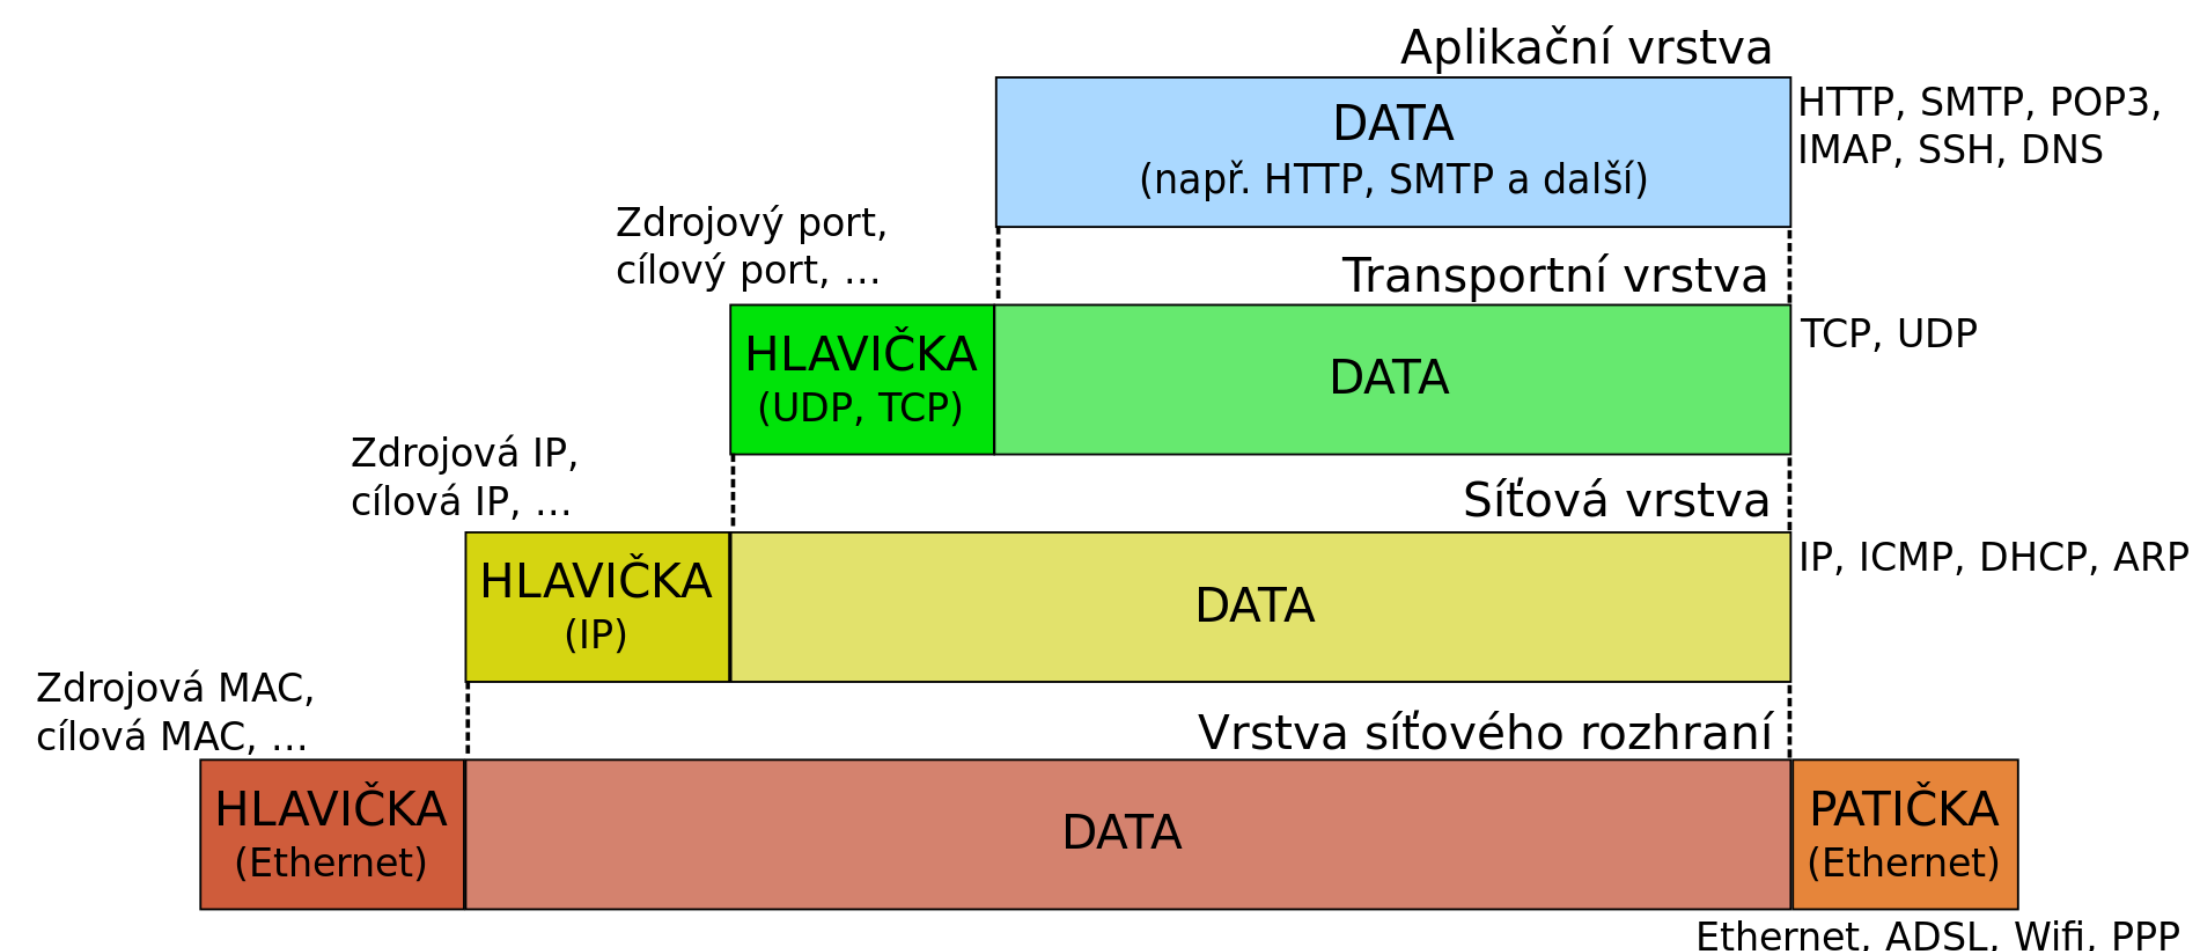 Aplikační vrstva
DATA
(např. HTTP, SMTP a další)
HTTP, SMTP, POP3,
IMAP, SSH, DNS
Zdrojový port,
cílový port, ...
Transportní vrstva
HLAVIČKA
(UDP, TCP)
DATA
TCP, UDP
Zdrojová IP,
cílová IP, ...
Síťová vrstva
HLAVIČKA
(IP)
DATA
IP, ICMP, DHCP, ARP
Zdrojová MAC,
cílová MAC, ...
Vrstva síťového rozhraní
HLAVIČKA
(Ethernet)
DATA
PATIČKA
(Ethernet)
Ethernet, ADSL, Wifi, PPP